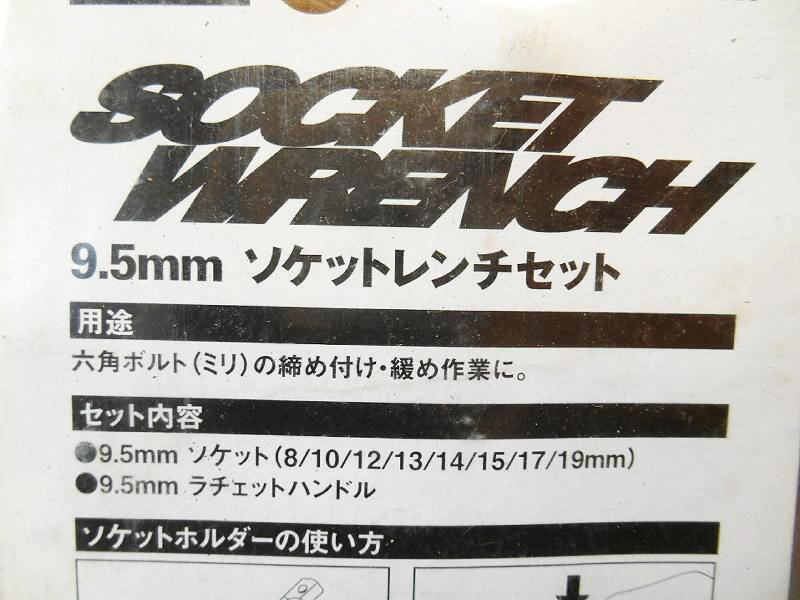 SOCKET
WRENCH
9.5mm ソケットレンチセット
用途
六角ボルト(ミリ)の締め付け・緩め作業に。
セット内容
●9.5mm ソケット(8/10/12/13/14/15/17/19mm)
●9.5mm ラチェットハンドル
ソケットホルダーの使い方